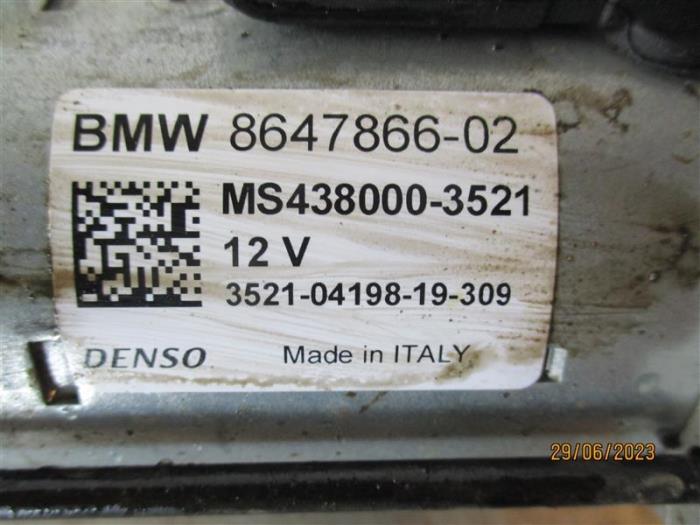 BMW 8647866-02
MS438000-3521
12 V
3521-04198-19-309
DENSO Made in ITALY
29/06/2023